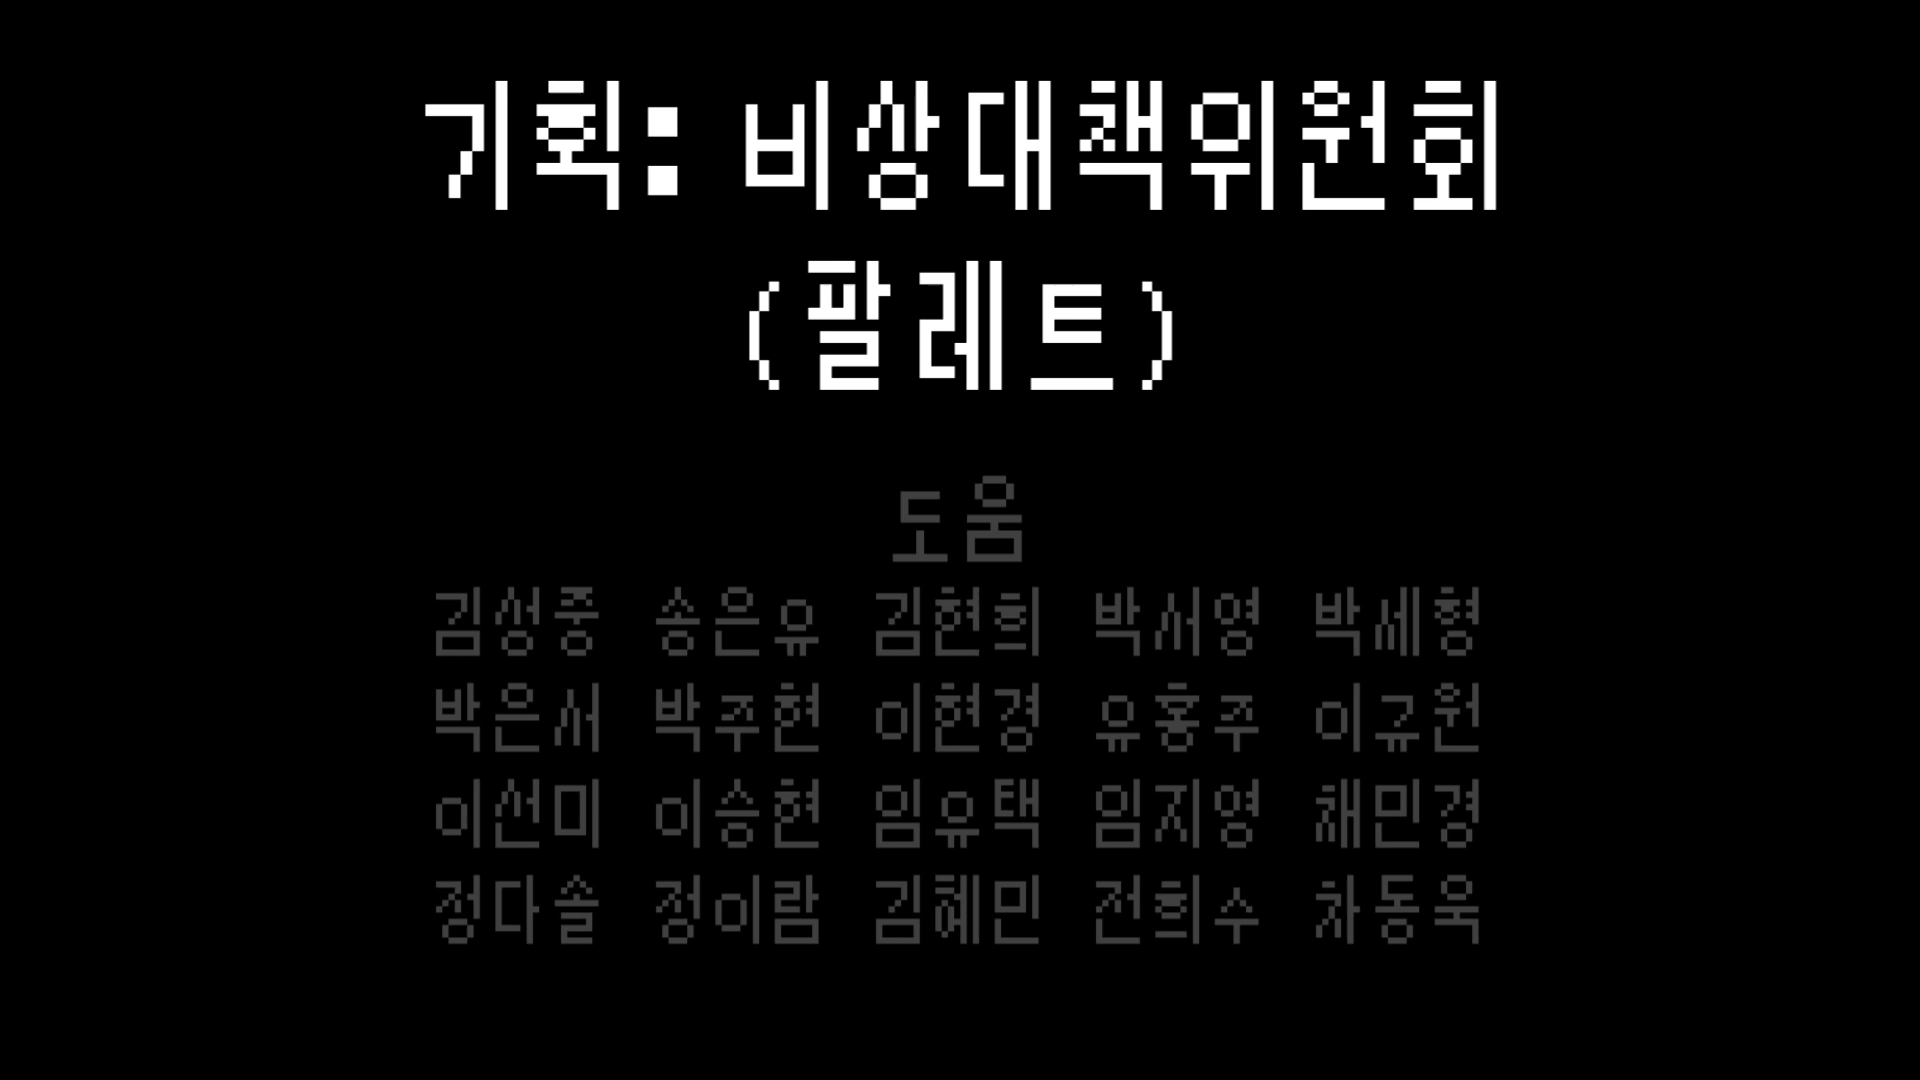 기획: 비상대책위원회
(팔레트)
도움
김성중 송은유 김현희 박서영 박세형
박은서 박주현 이현경 유홍주 이규원
이선미 이승현 임유택 임지영 채민경
정다솔 정이람 김혜민 전희수 차동욱